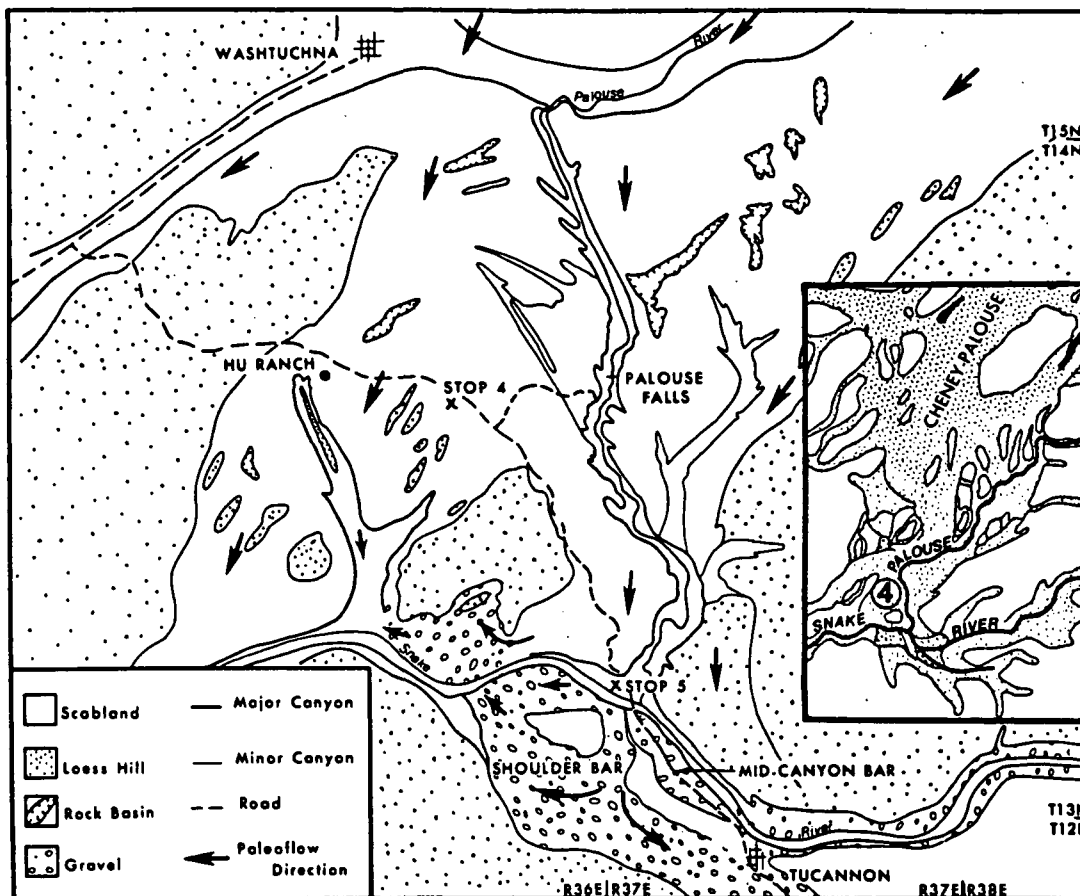 WASHTUCHNA
River
Palouse
T15N
T14N
HU RANCH
STOP 4
PALOUSE
FALLS
CHENEY-PALOUSE
PALOUSE
4
SNAKE
RIVER
Snake
STOP 5
SHOULDER BAR
MID-CANYON BAR
River
TUCANNON
T13
T12
R36E|R37E
R37E|R38E
Scabland
Major Canyon
Loess Hill
Minor Canyon
Rock Basin
Road
Gravel
Paleoflow
Direction